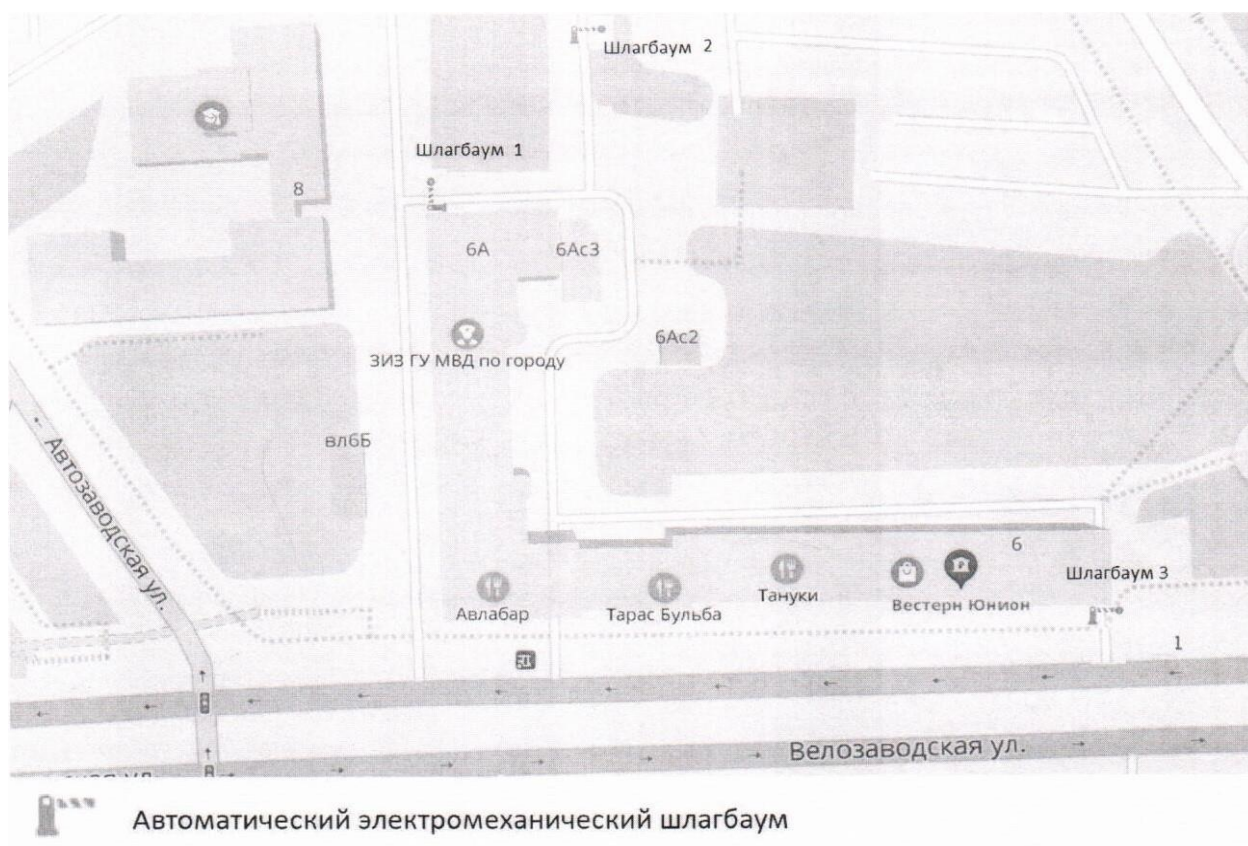 Шлагбаум 2
Шлагбаум 1
8
6А
6Ас3
6Ас2
ЗИЗ ГУ МВД по городу
вл6Б
Автозаводская ул.
6
Шлагбаум 3
Авлабар
Тарас Бульба
Тануки
Вестерн Юнион
1
Велозаводская ул.
Автоматический электромеханический шлагбаум